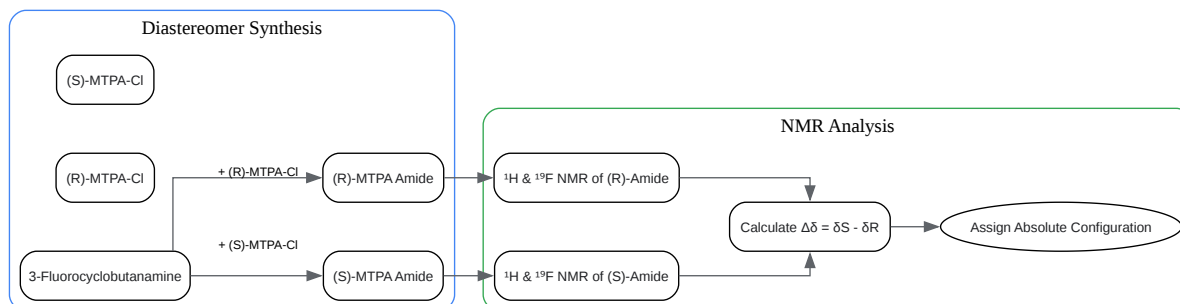 Diastereomer Synthesis
(S)-MTPA-Cl
NMR Analysis
(R)-MTPA-Cl
+ (R)-MTPA-Cl
(R)-MTPA Amide
¹H & ¹⁹F NMR of (R)-Amide
Calculate Δδ = δS - δR
Assign Absolute Configuration
+ (S)-MTPA-Cl
3-Fluorocyclobutanamine
(S)-MTPA Amide
¹H & ¹⁹F NMR of (S)-Amide